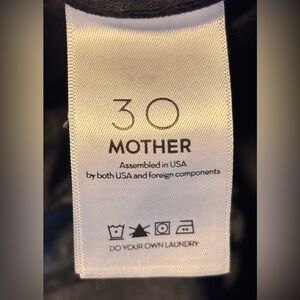 30
MOTHER
Assembled in USA
by both USA and foreign components
DO YOUR OWN LAUNDRY